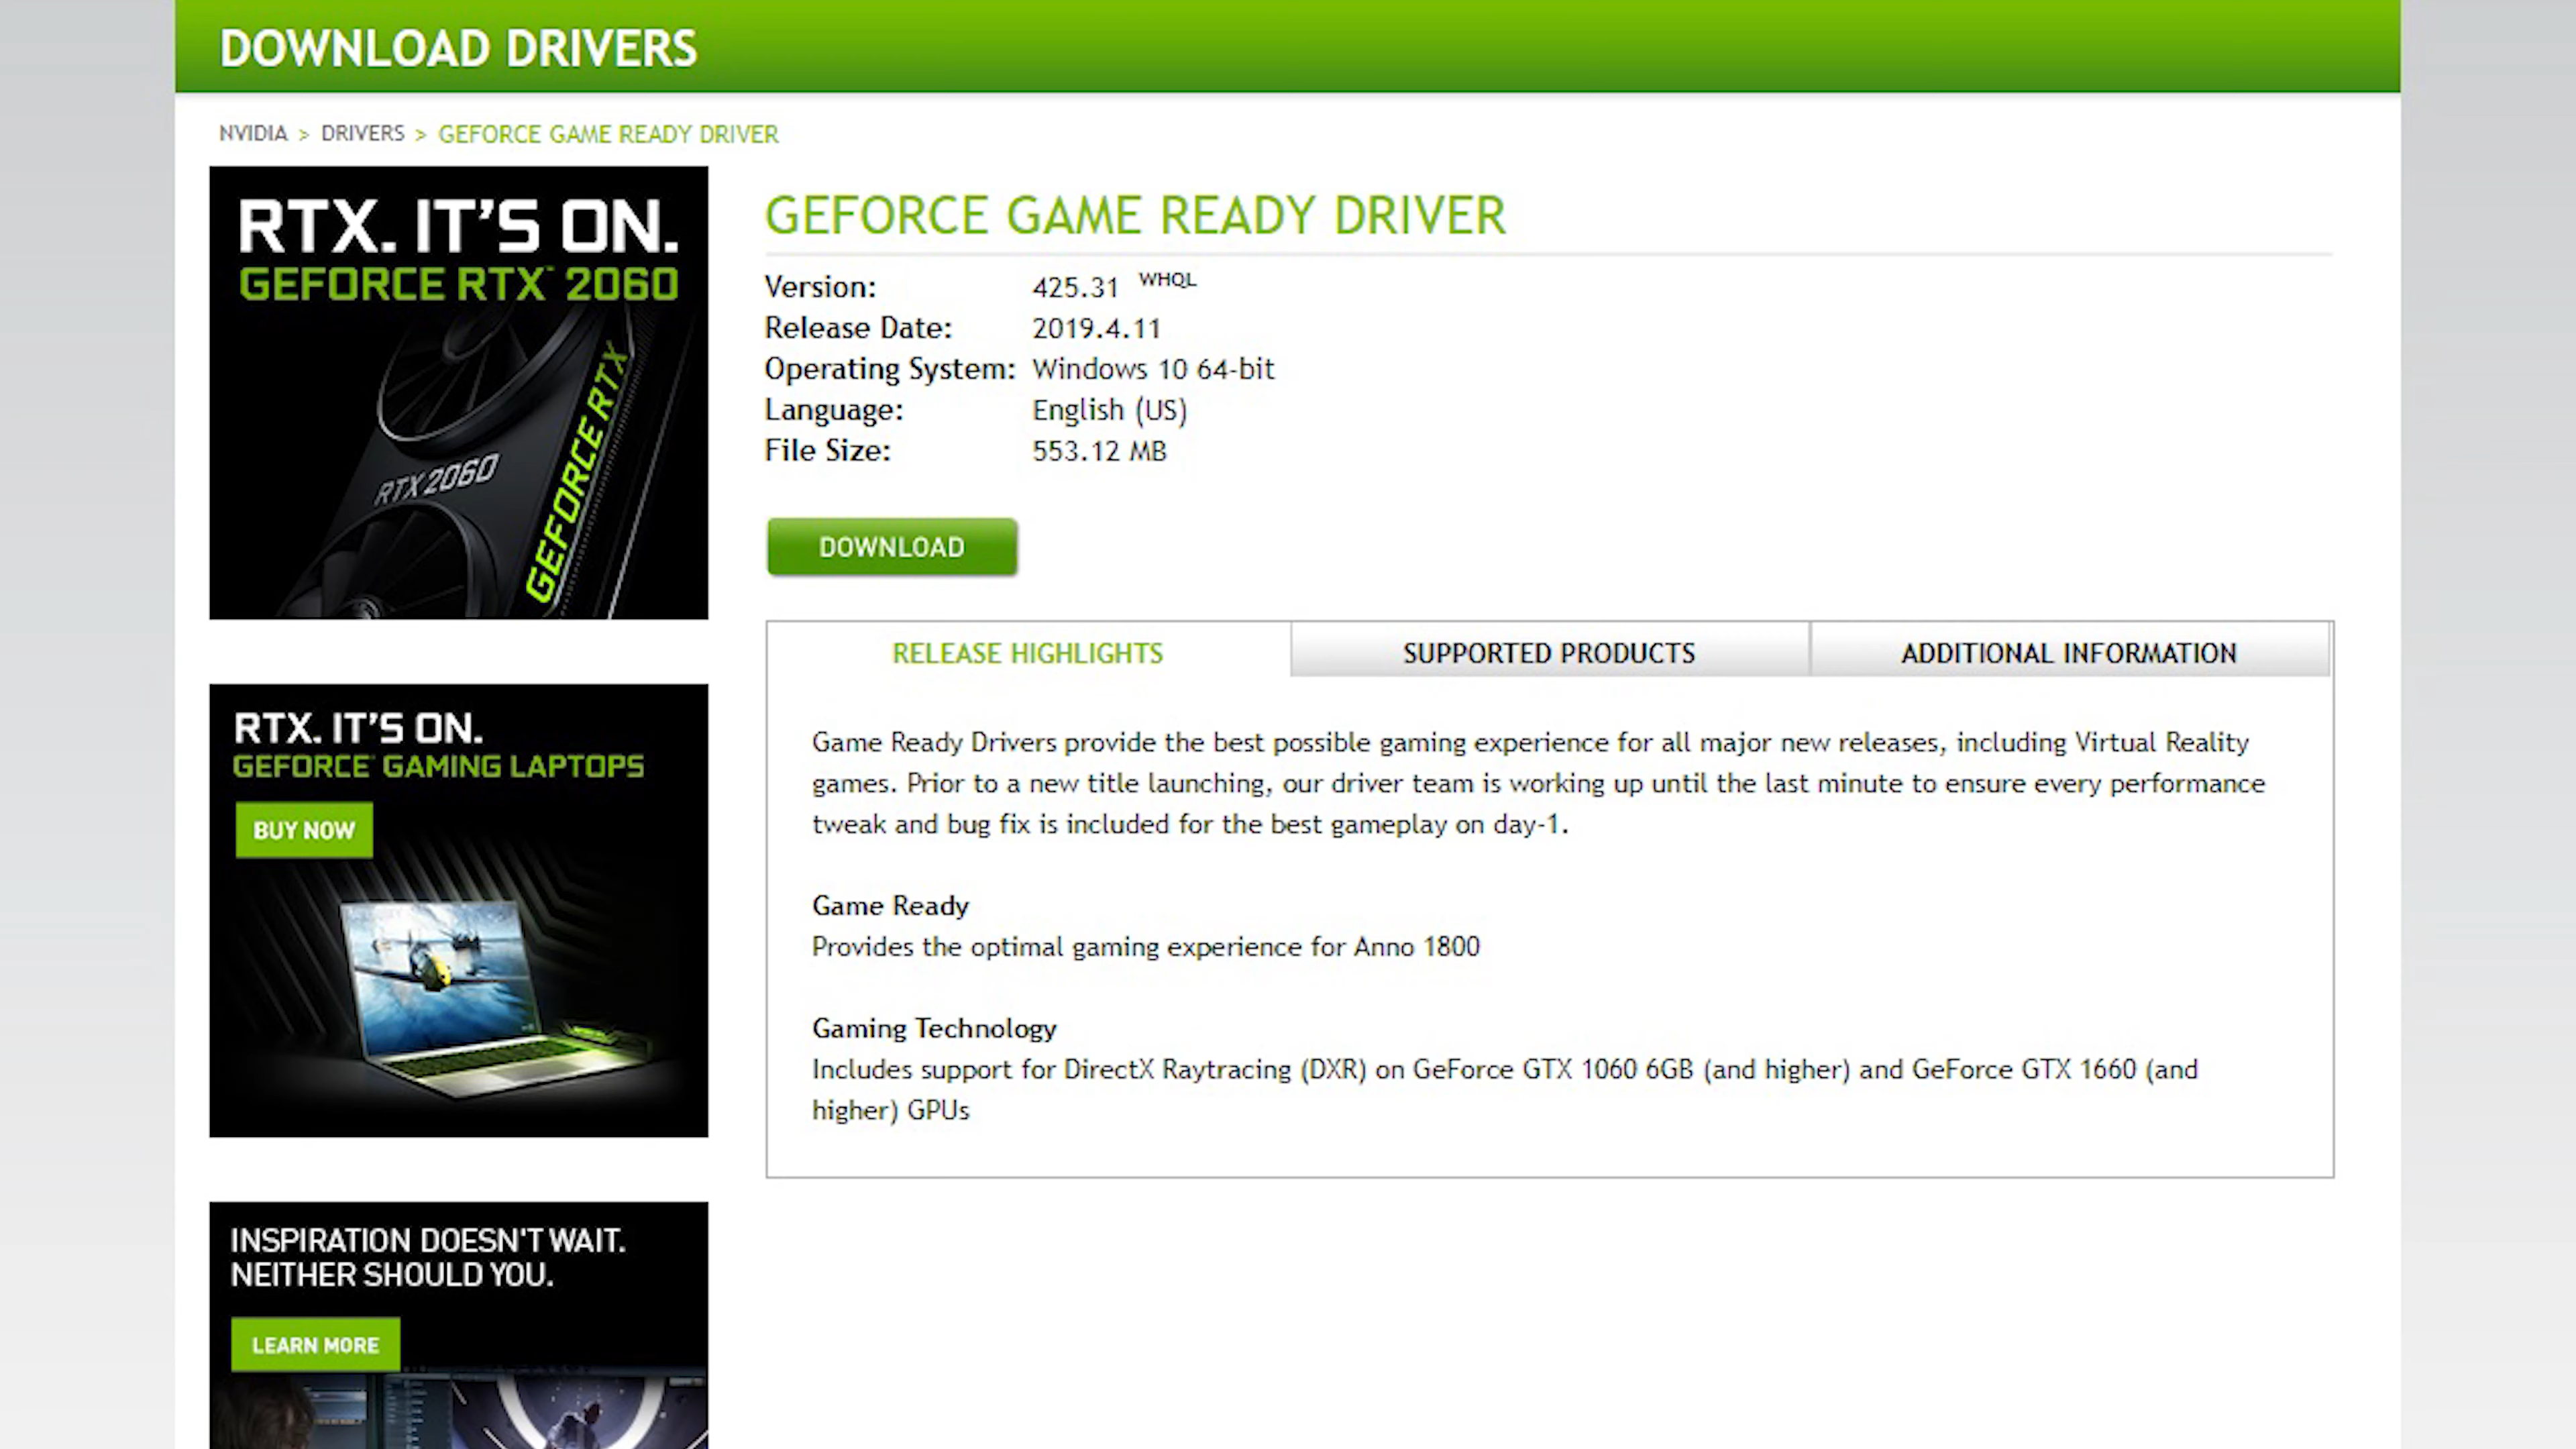 DOWNLOAD DRIVERS
NVIDIA > DRIVERS > GEFORCE GAME READY DRIVER
RTX. IT'S ON.
GEFORCE RTX™ 2060
RTX 2060
GEFORCE RTX
GEFORCE GAME READY DRIVER
Version: 425.31 WHQL
Release Date: 2019.4.11
Operating System: Windows 10 64-bit
Language: English (US)
File Size: 553.12 MB
DOWNLOAD
RELEASE HIGHLIGHTS
SUPPORTED PRODUCTS
ADDITIONAL INFORMATION
Game Ready Drivers provide the best possible gaming experience for all major new releases, including Virtual Reality
games. Prior to a new title launching, our driver team is working up until the last minute to ensure every performance
tweak and bug fix is included for the best gameplay on day-1.
Game Ready
Provides the optimal gaming experience for Anno 1800
Gaming Technology
Includes support for DirectX Raytracing (DXR) on GeForce GTX 1060 6GB (and higher) and GeForce GTX 1660 (and
higher) GPUs
RTX. IT'S ON.
GEFORCE® GAMING LAPTOPS
BUY NOW
INSPIRATION DOESN'T WAIT.
NEITHER SHOULD YOU.
LEARN MORE